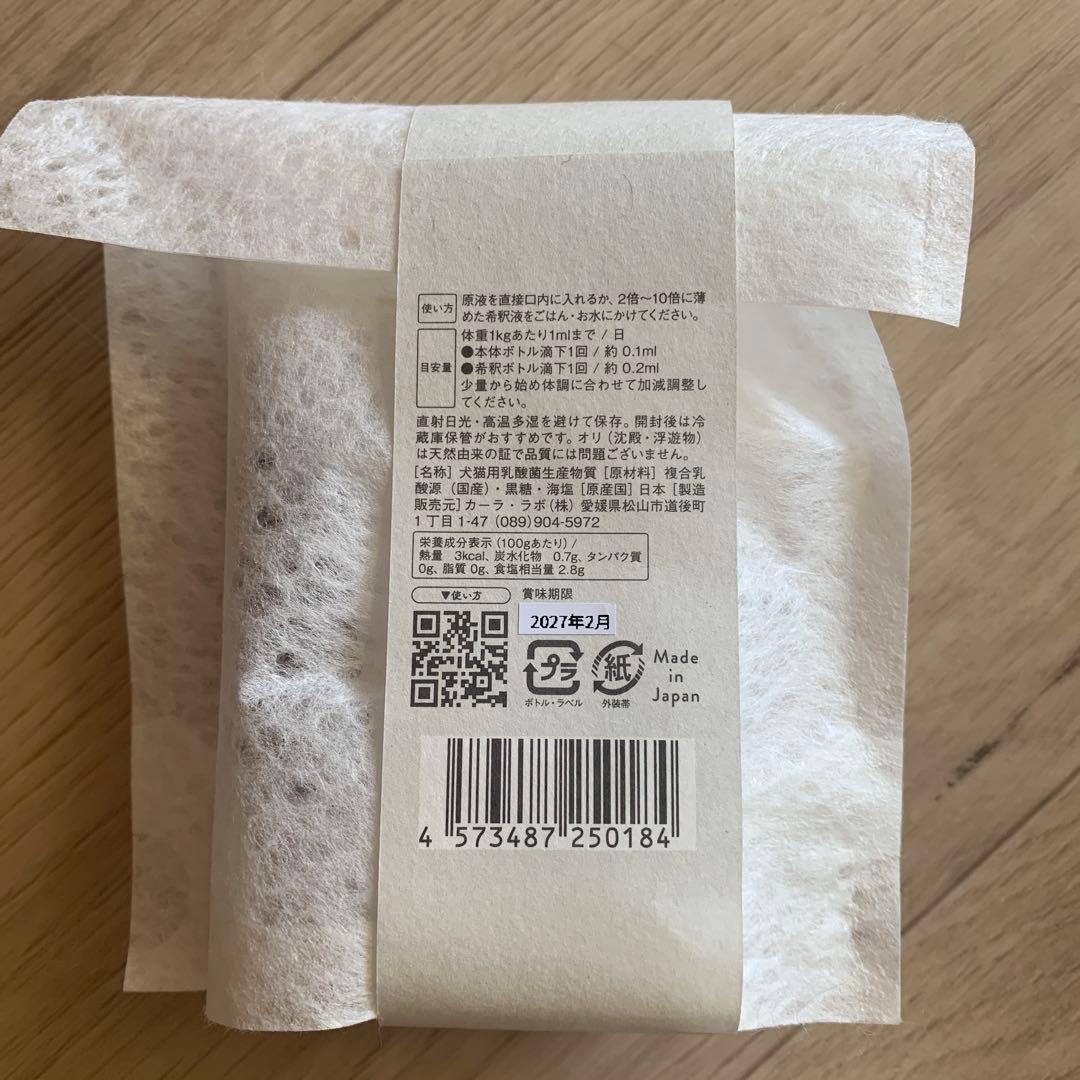 使い方
原液を直接口内に入れるか、2倍〜10倍に薄
めた希釈液をごはん・お水にかけてください。
目安量
体重1kgあたり1mlまで / 日
●本体ボトル滴下1回 / 約 0.1ml
●希釈ボトル滴下1回 / 約 0.2ml
少量から始め体調に合わせて加減調整し
てください。
直射日光・高温多湿を避けて保存。開封後は冷
蔵庫保管がおすすめです。オリ（沈殿・浮遊物）
は天然由来の証で品質には問題ございません。
[名称] 犬猫用乳酸菌生産物質 [原材料] 複合乳
酸源（国産）・黒糖・海塩 [原産国] 日本 [製造
販売元] カーラ・ラボ(株) 愛媛県松山市道後町
1丁目1-47 (089)904-5972
栄養成分表示（100gあたり）/
熱量 3kcal、炭水化物 0.7g、タンパク質
0g、脂質 0g、食塩相当量 2.8g
▼使い方
賞味期限
2027年2月
プラ
ボトル・ラベル
紙
外装帯
Made
in
Japan
4 573487 250184